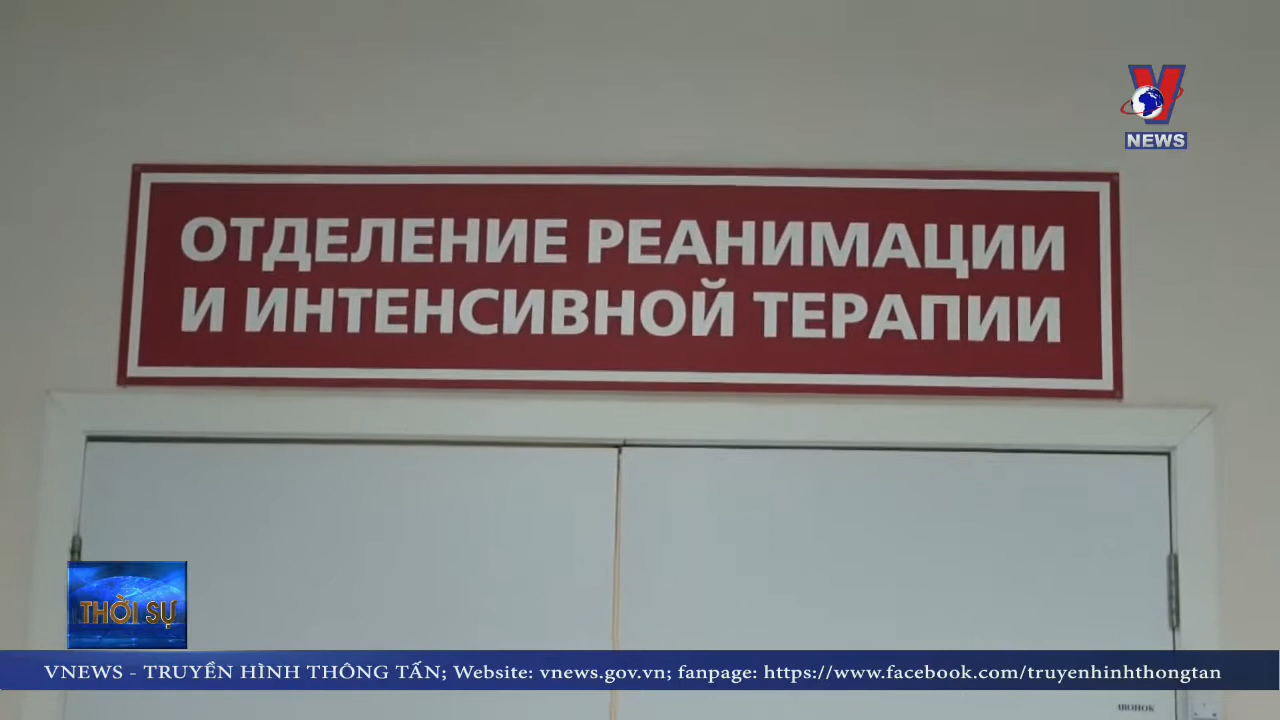 NEWS
ОТДЕЛЕНИЕ РЕАНИМАЦИИ
И ИНТЕНСИВНОЙ ТЕРАПИИ
THỜI SỰ
VNEWS - TRUYỀN HÌNH THÔNG TẤN; Website: vnews.gov.vn; fanpage: https://www.facebook.com/truyenhinhthongtan
ЗВОНОК